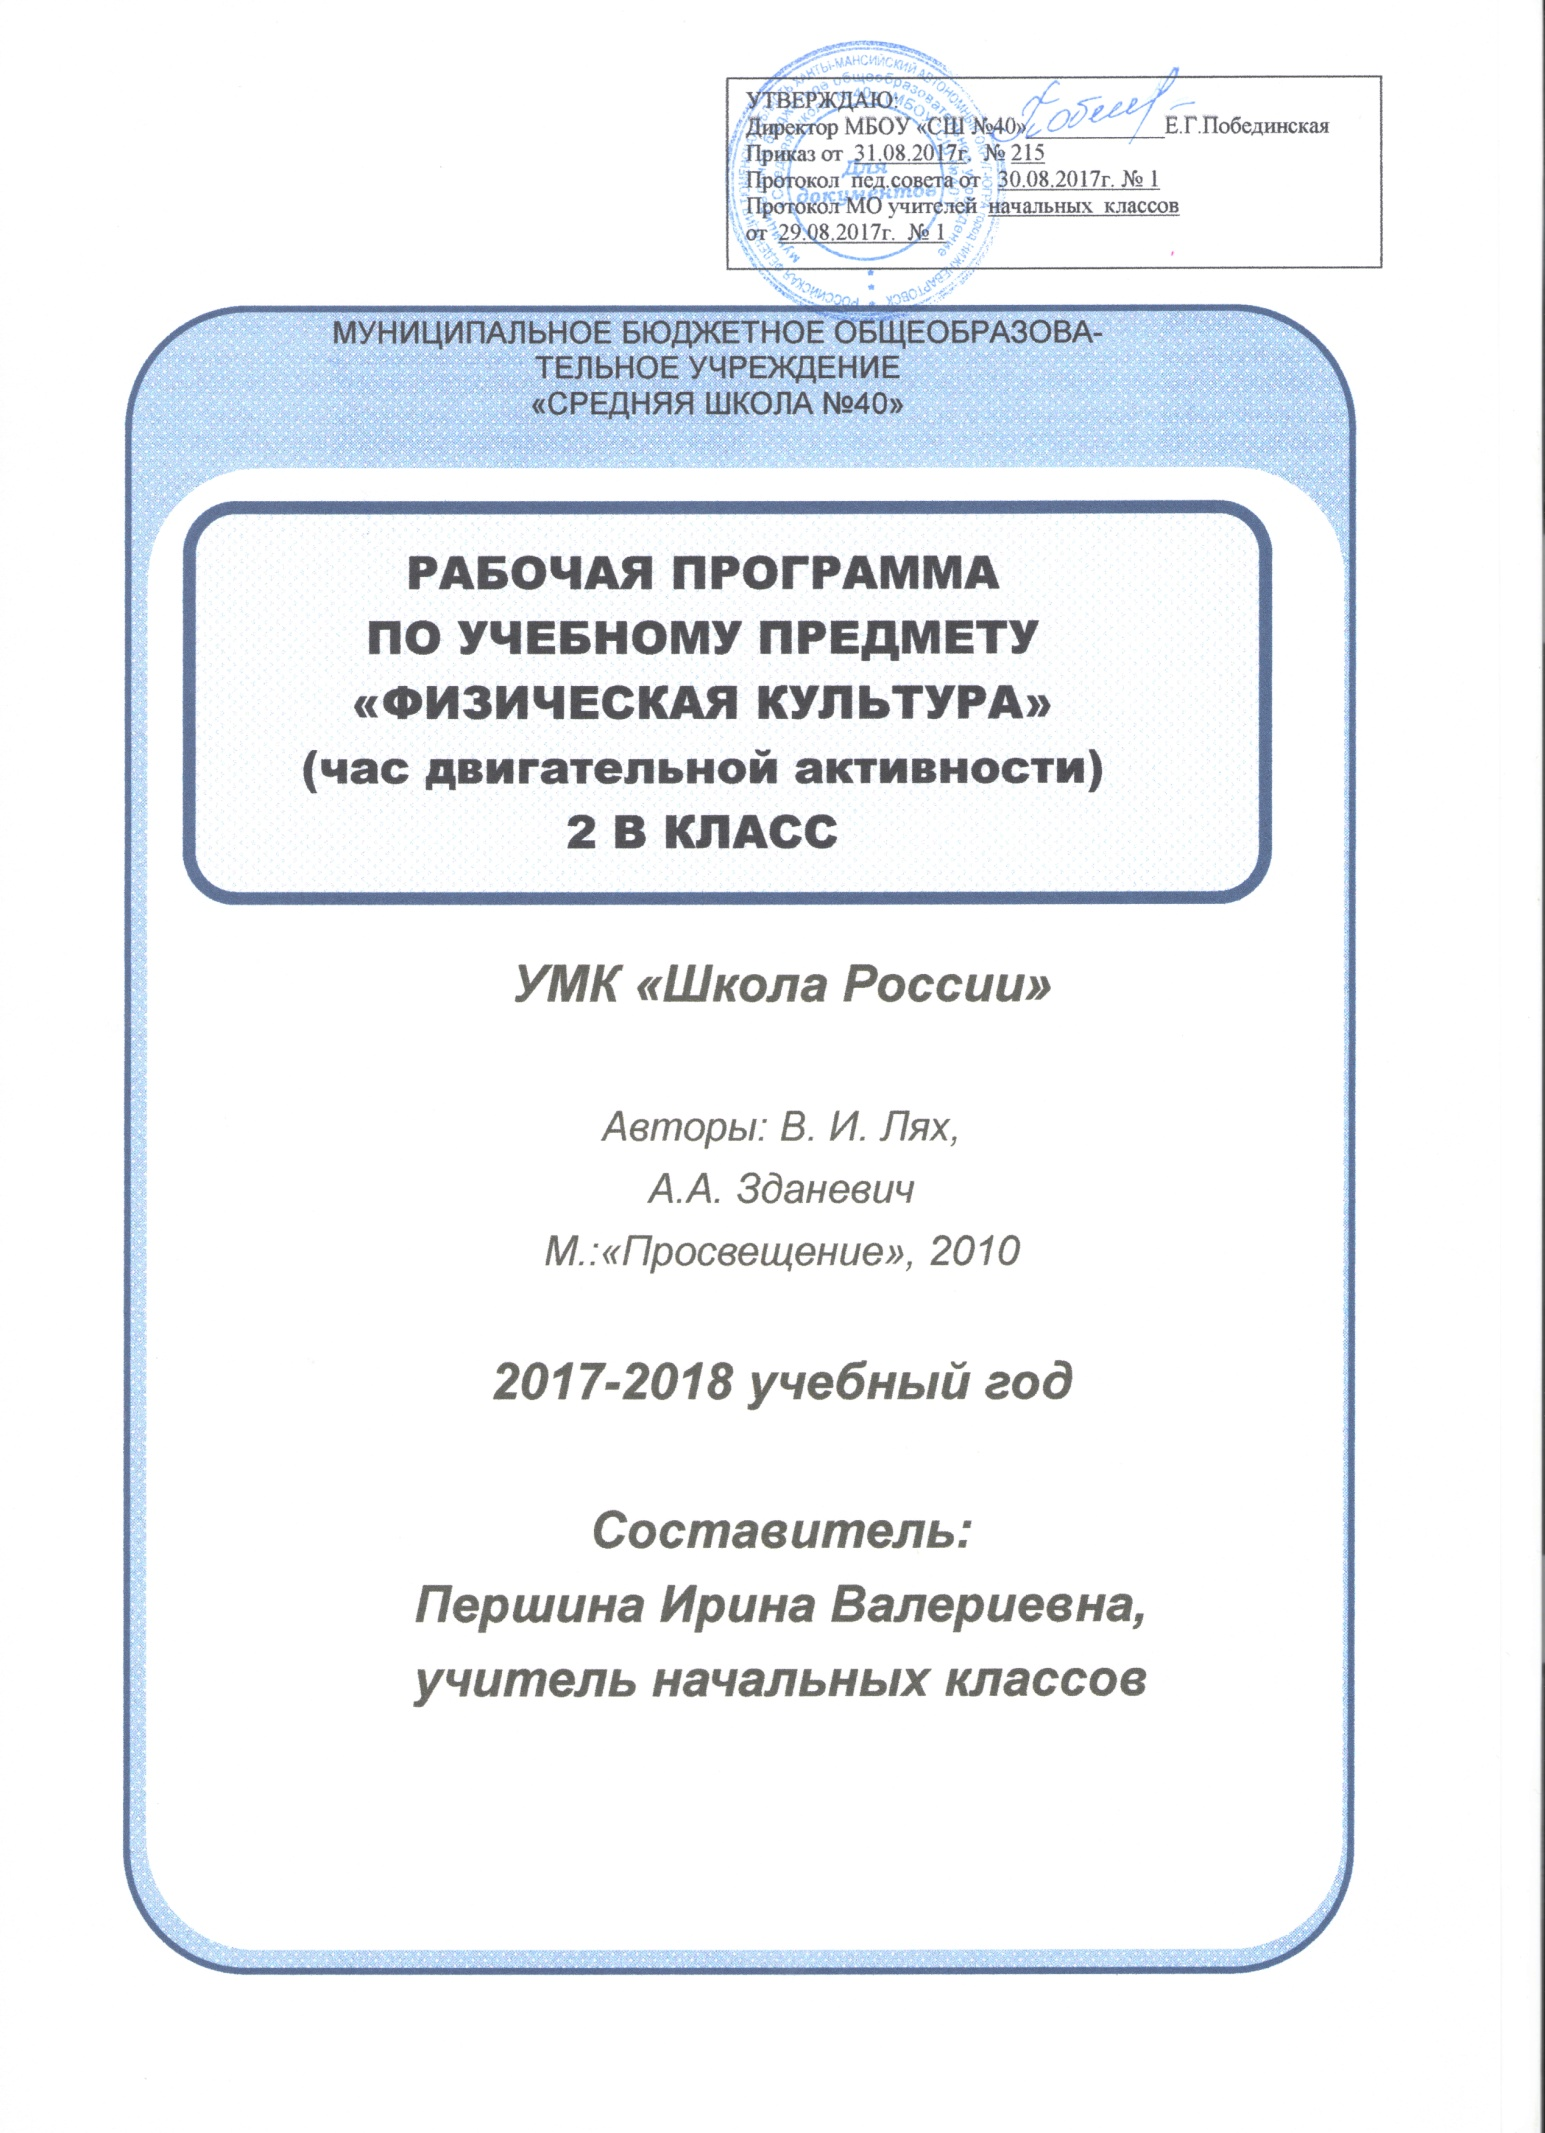 УТВЕРЖДАЮ:
Директор МБОУ «СШ №40»____________Е.Г.Побединская
Приказ от 31.08.2017г. № 215
Протокол пед.совета от 30.08.2017г. № 1
Протокол МО учителей начальных классов
от 29.08.2017г. № 1
Для
документов
МУНИЦИПАЛЬНОЕ БЮДЖЕТНОЕ ОБЩЕОБРАЗОВА-
ТЕЛЬНОЕ УЧРЕЖДЕНИЕ
«СРЕДНЯЯ ШКОЛА №40»
РАБОЧАЯ ПРОГРАММА
ПО УЧЕБНОМУ ПРЕДМЕТУ
«ФИЗИЧЕСКАЯ КУЛЬТУРА»
(час двигательной активности)
2 В КЛАСС
УМК «Школа России»
Авторы: В. И. Лях,
А.А. Зданевич
М.:«Просвещение», 2010
2017-2018 учебный год
Составитель:
Першина Ирина Валериевна,
учитель начальных классов